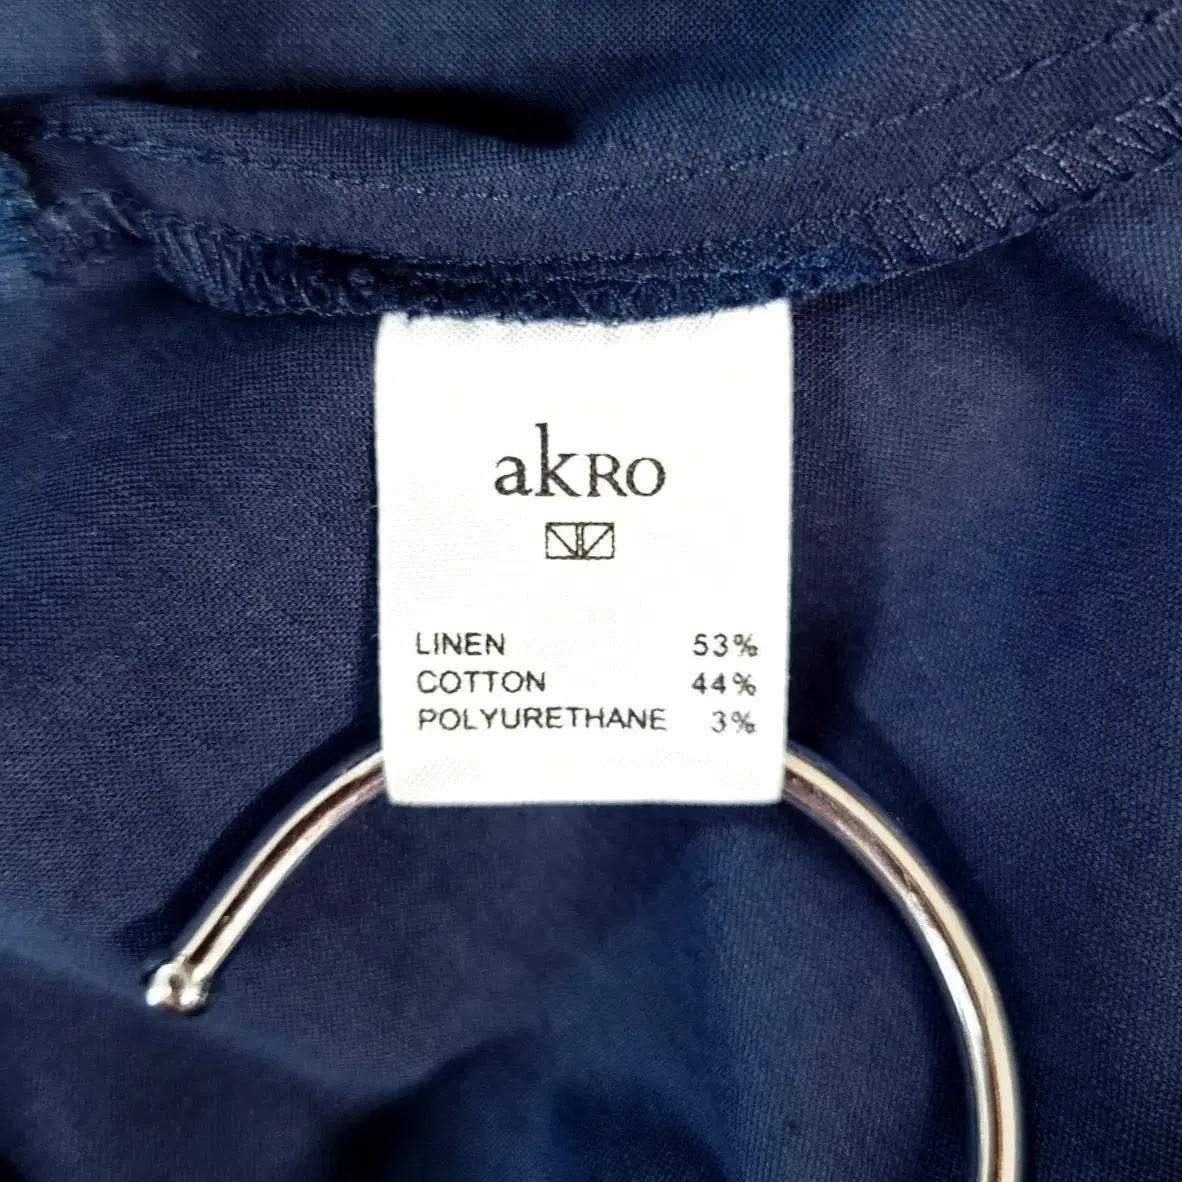 akRO
LINEN 53%
COTTON 44%
POLYURETHANE 3%